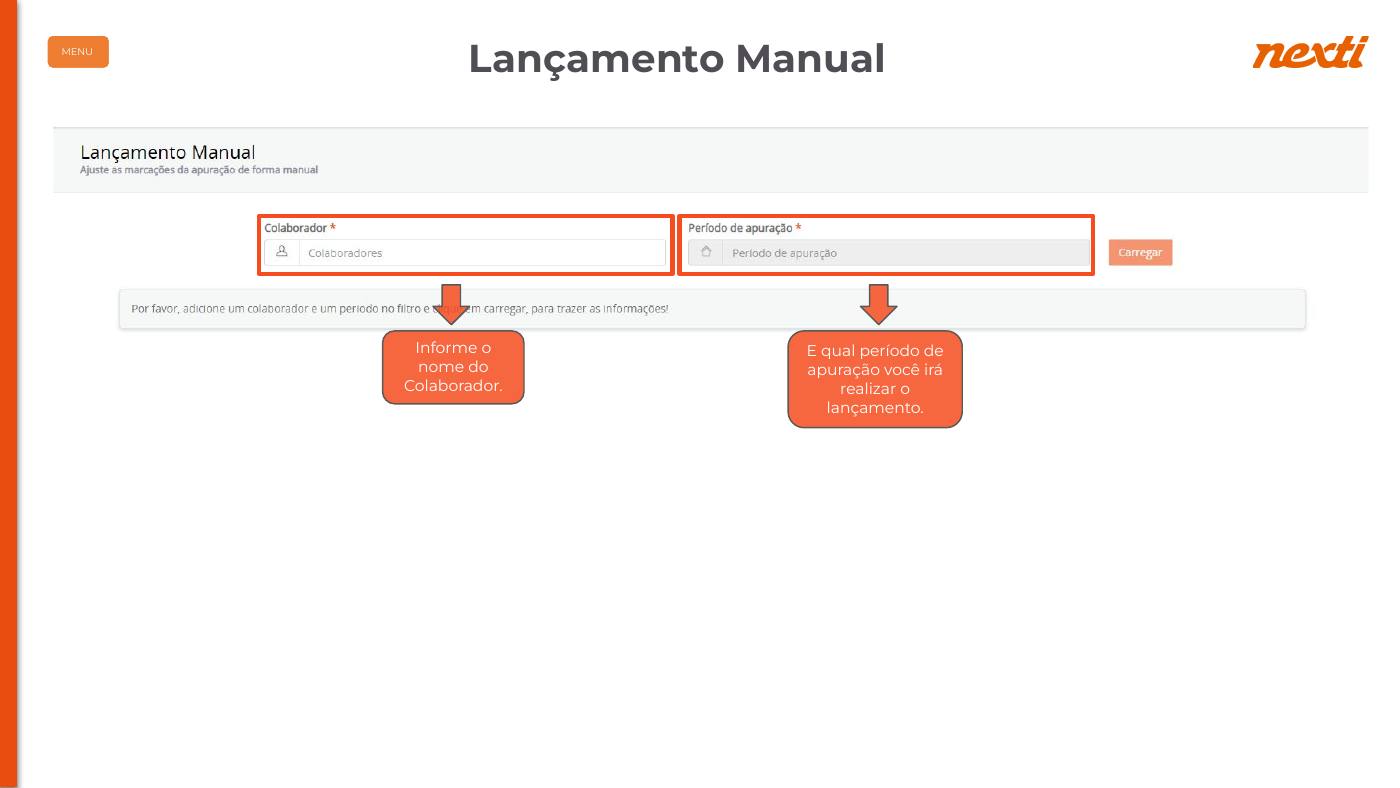 MENU
Lançamento Manual
nexti
Lançamento Manual
Ajuste as marcações da apuração de forma manual
Colaborador *
Período de apuração *
Colaboradores
Período de apuração
Carregar
Por favor, adicione um colaborador e um período no filtro e em carregar, para trazer as informações!
Informe o
nome do
Colaborador.
E qual período de
apuração você irá
realizar o
lançamento.